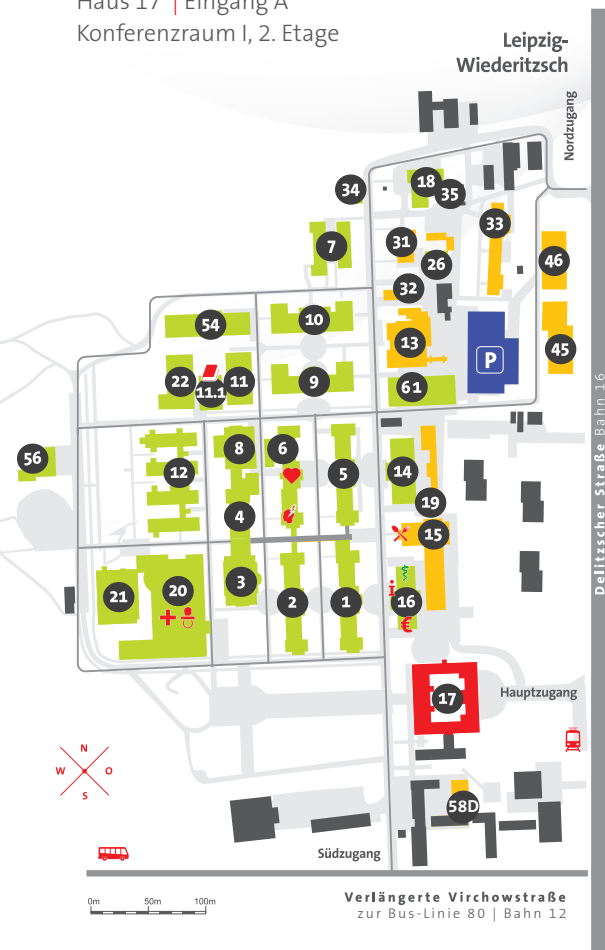 Haus 17 | Eingang A
Konferenzraum I, 2. Etage
Leipzig-
Wiederitzsch
Nordzugang
18
34
35
33
7
31
46
26
32
54
10
13
45
P
22
11
9
61
11.1
56
8
6
12
5
14
4
19
15
3
21
20
2
1
16
i
€
17
Hauptzugang
Delitzscher Straße Bahn 16
N
W
O
S
58D
Südzugang
0m 50m 100m
Verlängerte Virchowstraße
zur Bus-Linie 80 | Bahn 12